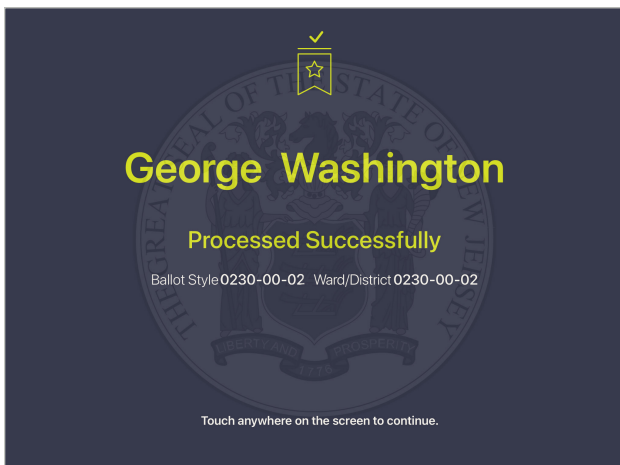 THE GREAT SEAL OF THE STATE OF NEW JERSEY
George Washington
Processed Successfully
Ballot Style 0230-00-02 Ward/District 0230-00-02
LIBERTY AND PROSPERITY
1776
Touch anywhere on the screen to continue.